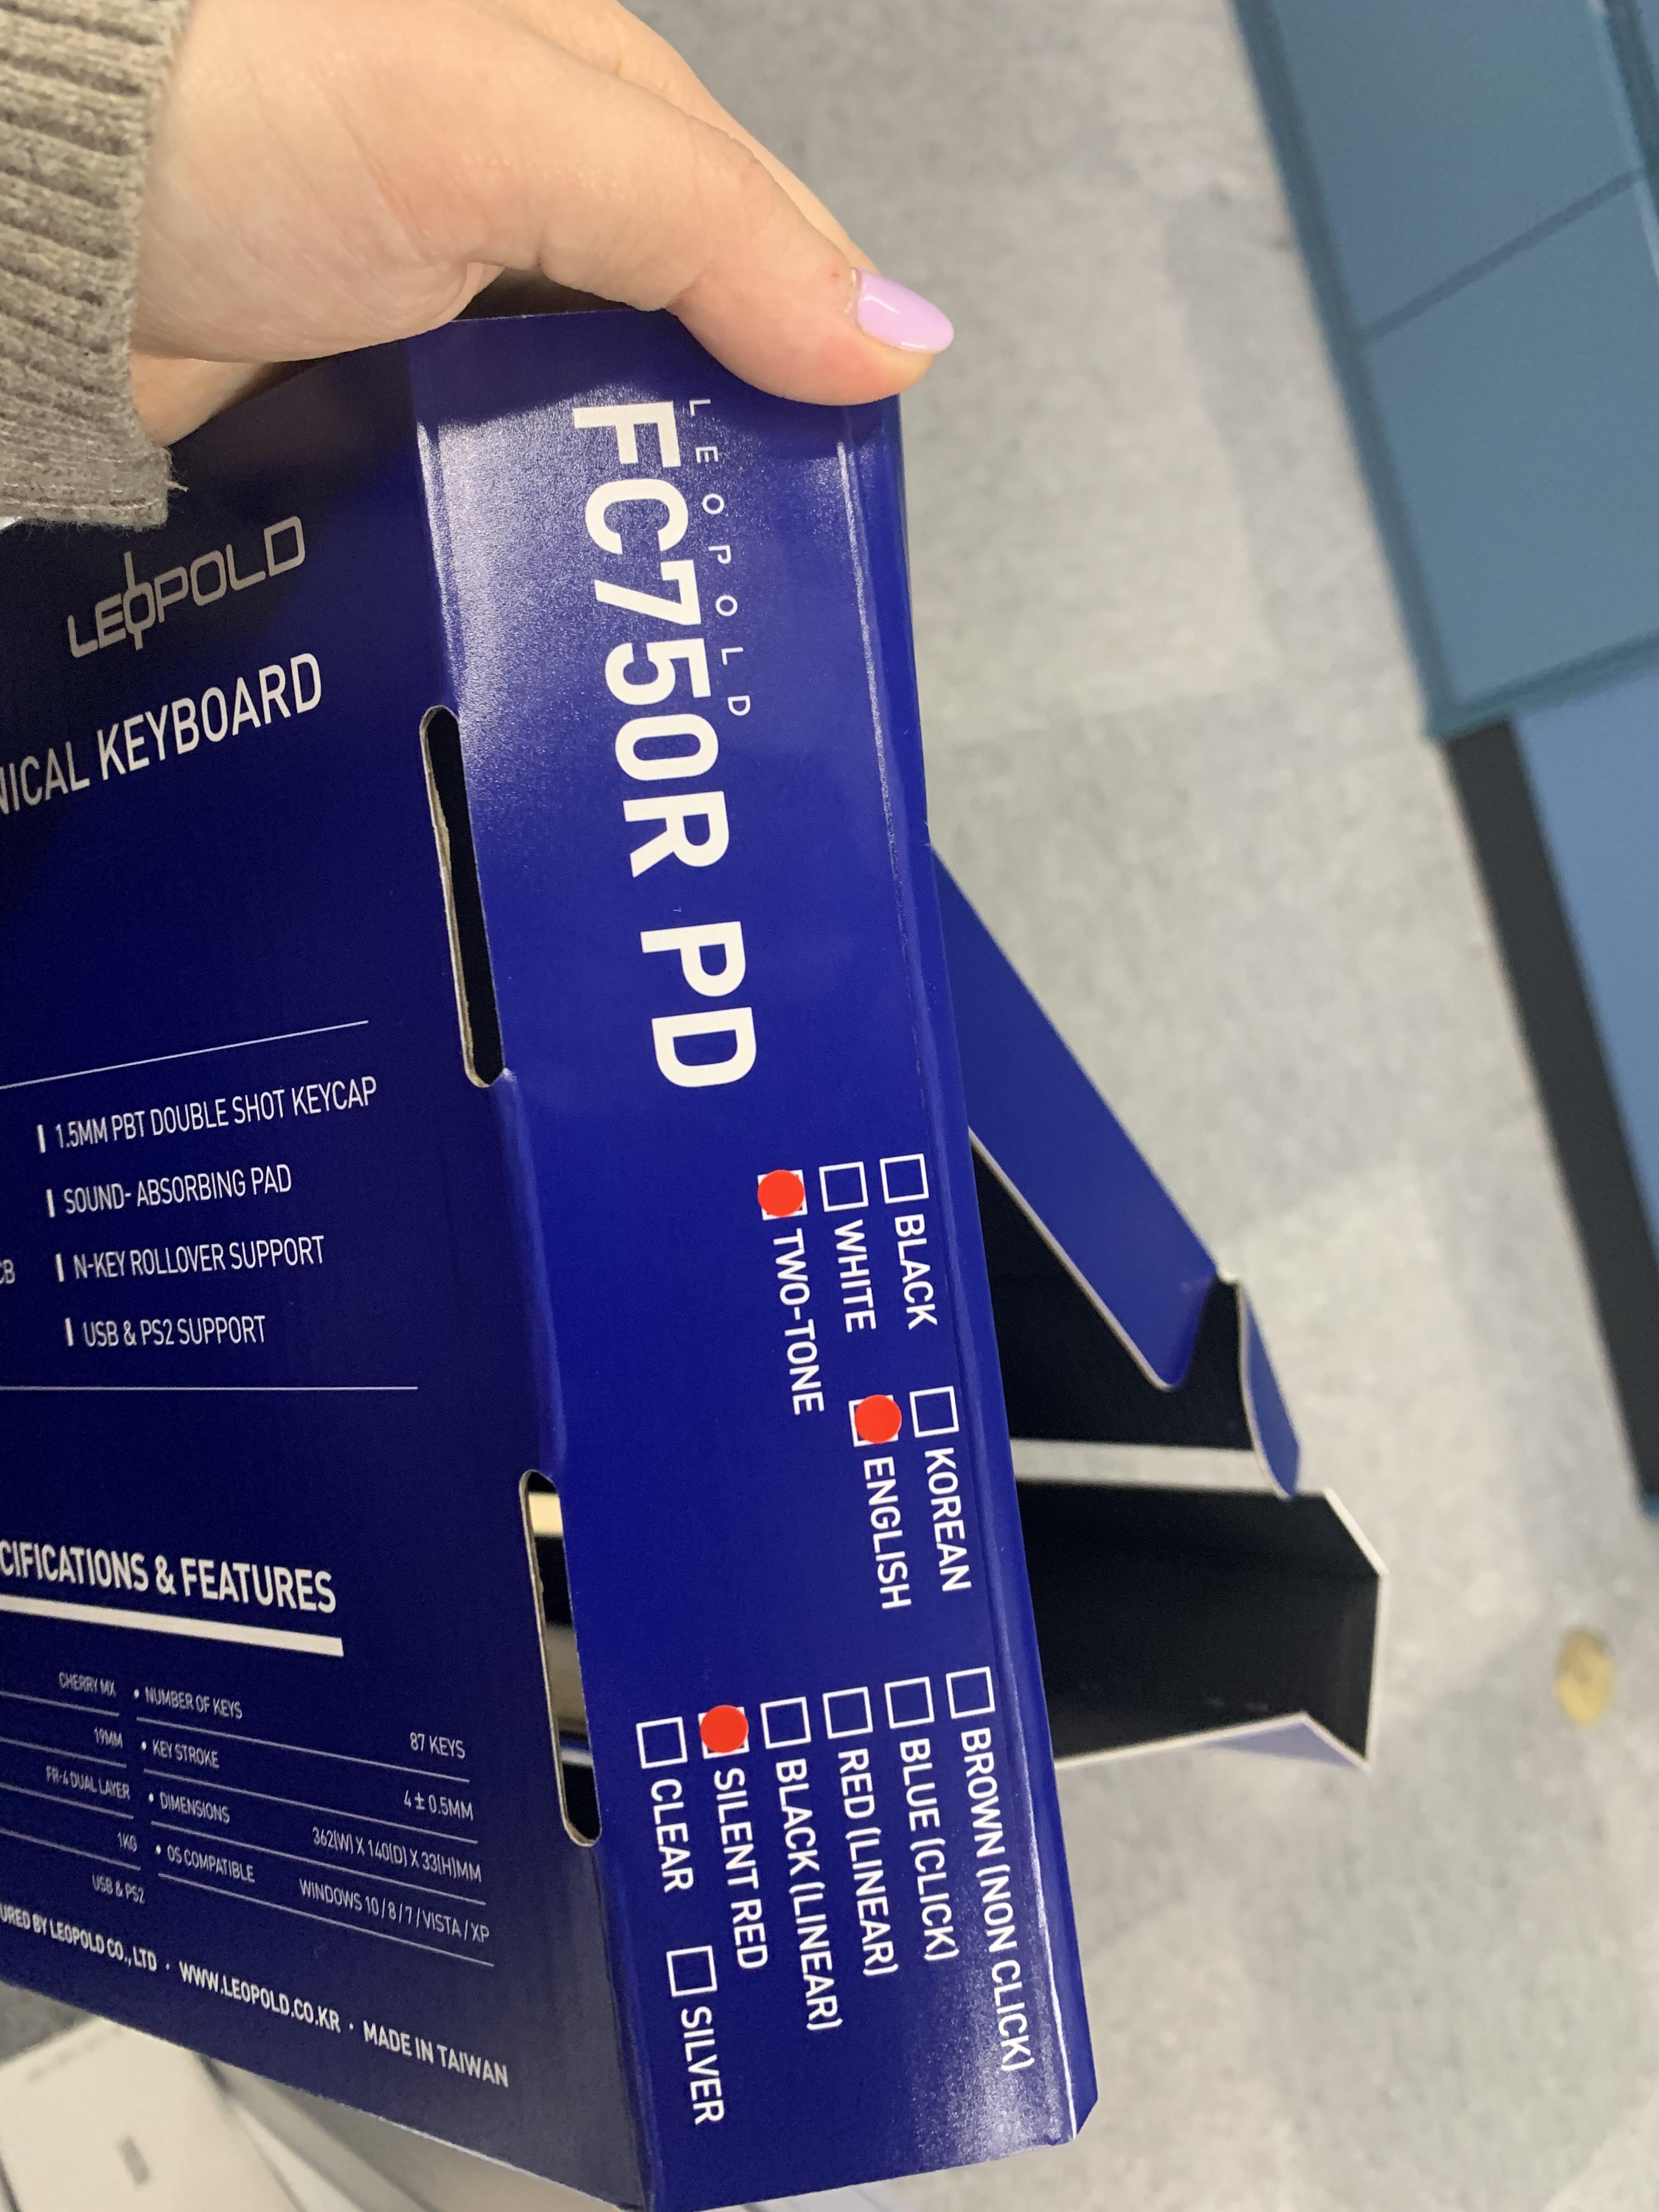 LEOPOLD
FC750R PD
BLACK
WHITE
TWO-TONE
KOREAN
ENGLISH
BROWN (NON CLICK)
BLUE (CLICK)
RED (LINEAR)
BLACK (LINEAR)
SILENT RED
CLEAR
SILVER
LEOPOLD
KEYBOARD
1.5MM PBT DOUBLE SHOT KEYCAP
SOUND- ABSORBING PAD
N-KEY ROLLOVER SUPPORT
USB & PS2 SUPPORT
& FEATURES
CHERRY MX • NUMBER OF KEYS 87 KEYS
19MM • KEY STROKE 4 ± 0.5MM
FR-4 DUAL LAYER • DIMENSIONS 362(W) X 140(D) X 33(H)MM
1KG • OS COMPATIBLE WINDOWS 10 / 8 / 7 / VISTA / XP
USB & PS2
BY LEOPOLD CO., LTD · WWW.LEOPOLD.CO.KR · MADE IN TAIWAN